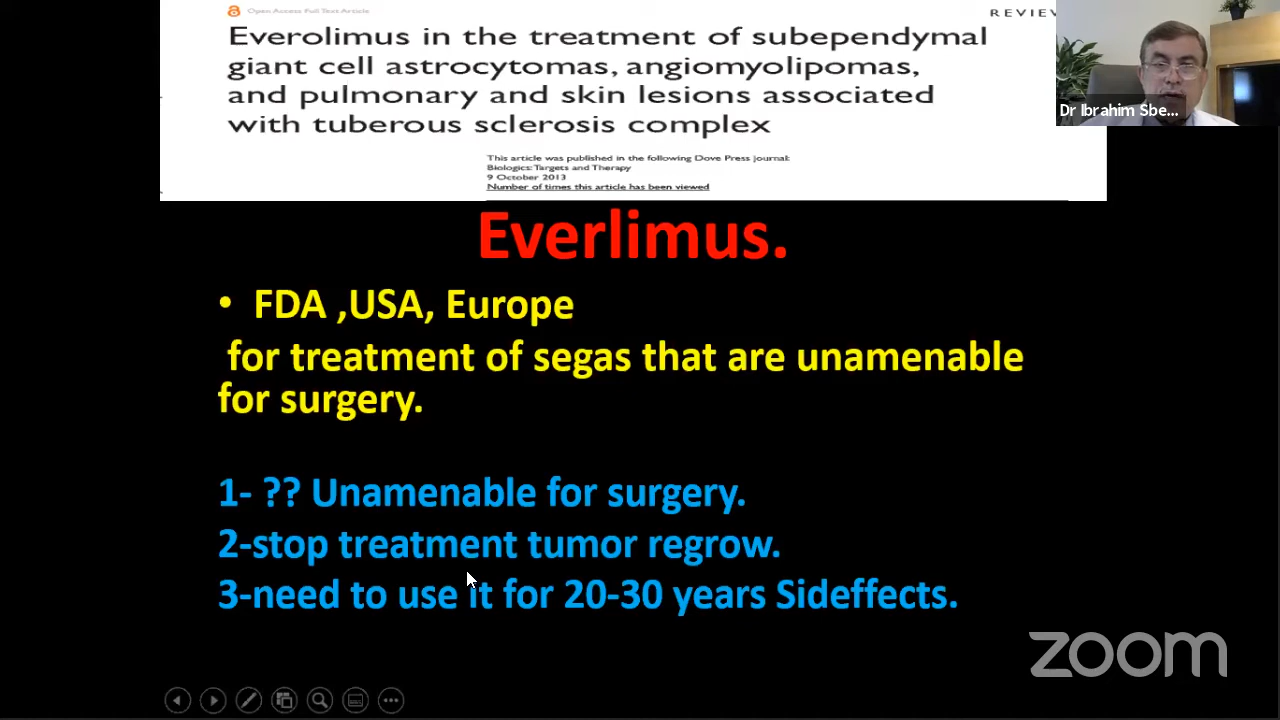 Open Access Full Text Article
REVIEW
Everolimus in the treatment of subependymal
giant cell astrocytomas, angiomyolipomas,
and pulmonary and skin lesions associated
with tuberous sclerosis complex
This article was published in the following Dove Press journal:
Biologics: Targets and Therapy
9 October 2013
Number of times this article has been viewed
Dr Ibrahim Sbe...
Everlimus.
• FDA ,USA, Europe
for treatment of segas that are unamenable
for surgery.
1- ?? Unamenable for surgery.
2-stop treatment tumor regrow.
3-need to use it for 20-30 years Sideffects.
zoom